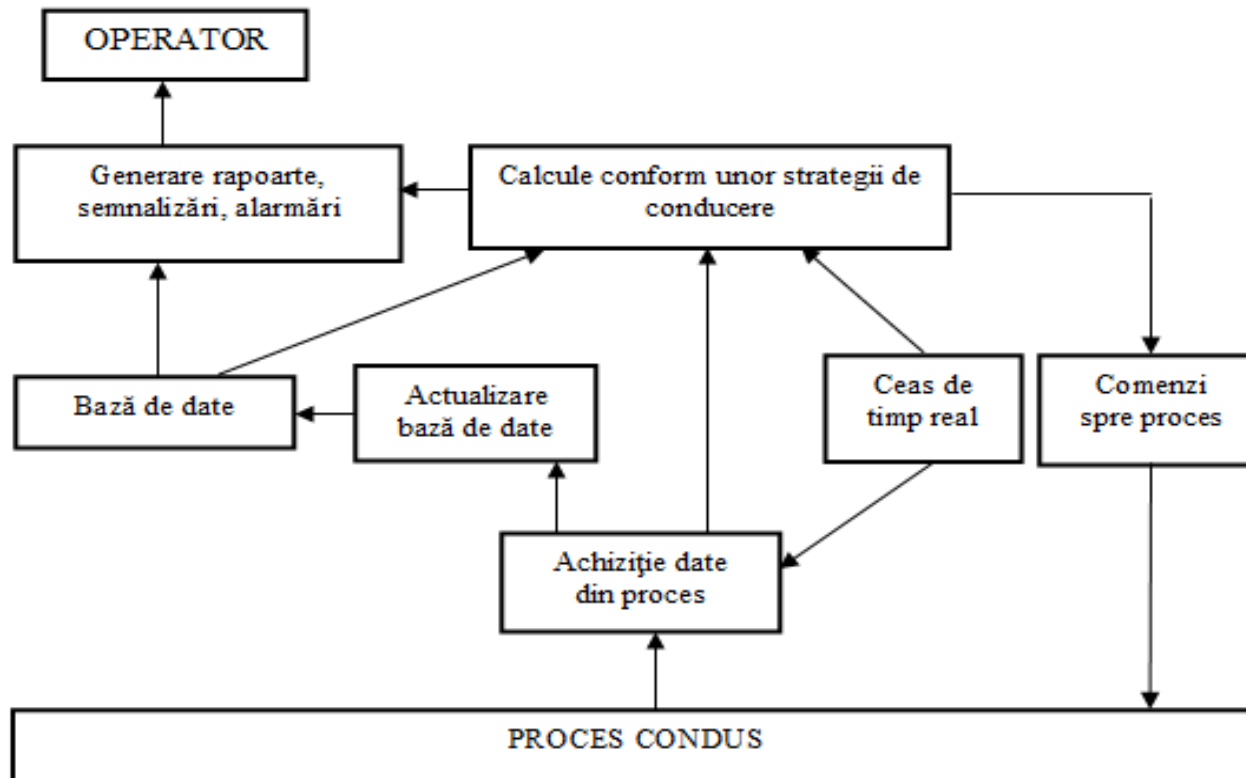 OPERATOR
Generare rapoarte,
semnalizări, alarmări
Calcule conform unor strategii de
conducere
Bază de date
Actualizare
bază de date
Ceas de
timp real
Comenzi
spre proces
Achiziţie date
din proces
PROCES CONDUS